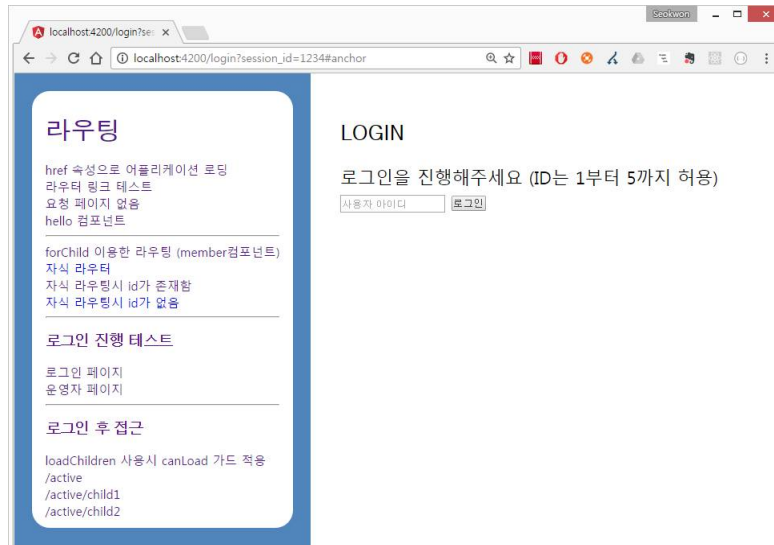 Seokwon
localhost:4200/login?ses
localhost:4200/login?session_id=1234#anchor
라우팅
href 속성으로 어플리케이션 로딩
라우터 링크 테스트
요청 페이지 없음
hello 컴포넌트
forChild 이용한 라우팅 (member컴포넌트)
자식 라우터
자식 라우팅시 id가 존재함
자식 라우팅시 id가 없음
로그인 진행 테스트
로그인 페이지
운영자 페이지
로그인 후 접근
loadChildren 사용시 canLoad 가드 적용
/active
/active/child1
/active/child2
LOGIN
로그인을 진행해주세요 (ID는 1부터 5까지 허용)
사용자 아이디 로그인